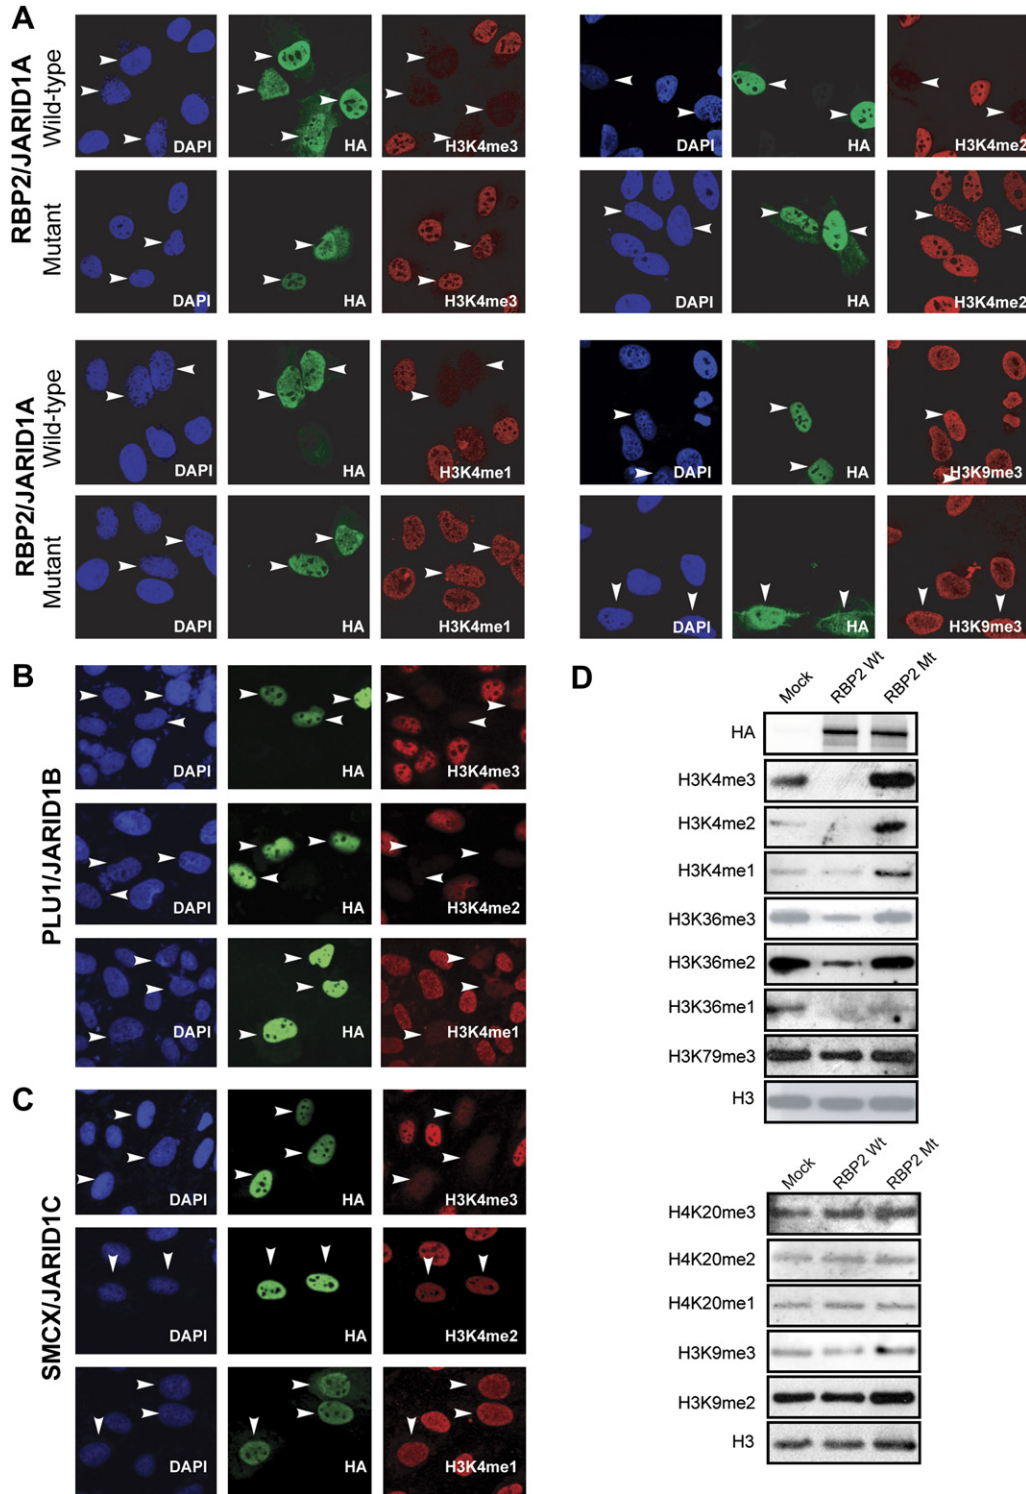 A
RBP2/JARID1A
Wild-type
DAPI
HA
H3K4me3
DAPI
HA
H3K4me2
Mutant
DAPI
HA
H3K4me3
DAPI
HA
H3K4me2
RBP2/JARID1A
Wild-type
DAPI
HA
H3K4me1
DAPI
HA
H3K9me3
Mutant
DAPI
HA
H3K4me1
DAPI
HA
H3K9me3
B
PLU1/JARID1B
DAPI
HA
H3K4me3
DAPI
HA
H3K4me2
DAPI
HA
H3K4me1
C
SMCX/JARID1C
DAPI
HA
H3K4me3
DAPI
HA
H3K4me2
DAPI
HA
H3K4me1
D
Mock
RBP2 Wt
RBP2 Mt
HA
H3K4me3
H3K4me2
H3K4me1
H3K36me3
H3K36me2
H3K36me1
H3K79me3
H3
Mock
RBP2 Wt
RBP2 Mt
H4K20me3
H4K20me2
H4K20me1
H3K9me3
H3K9me2
H3